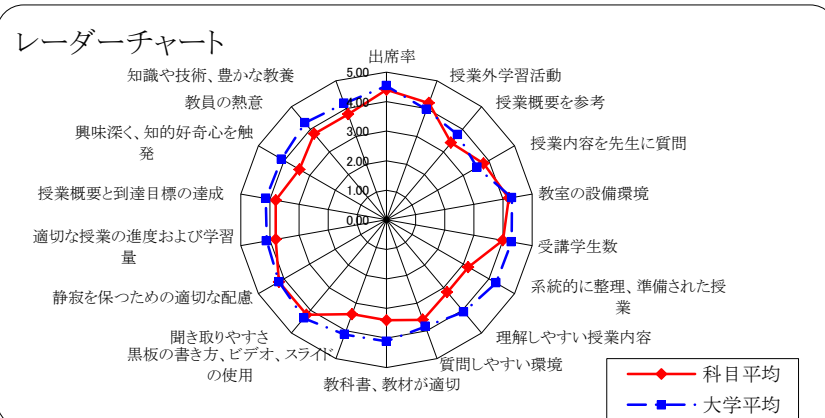 レーダーチャート
出席率
授業外学習活動
授業概要を参考
授業内容を先生に質問
教室の設備環境
受講学生数
系統的に整理、準備された授
業
理解しやすい授業内容
質問しやすい環境
教科書、教材が適切
黒板の書き方、ビデオ、スライド
の使用
聞き取りやすさ
静寂を保つための適切な配慮
適切な授業の進度および学習
量
授業概要と到達目標の達成
興味深く、知的好奇心を触
発
教員の熱意
知識や技術、豊かな教養
5.00
4.00
3.00
2.00
1.00
0.00
科目平均
大学平均